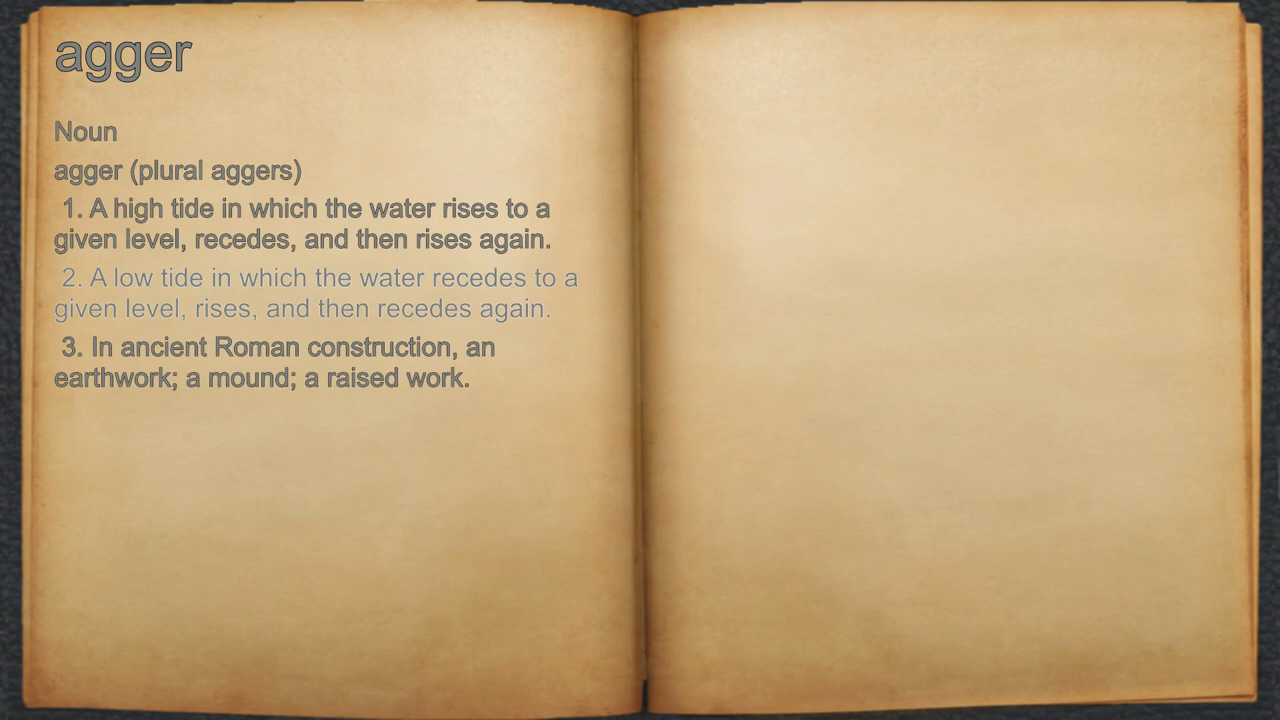 agger
Noun
agger (plural aggers)
1. A high tide in which the water rises to a
given level, recedes, and then rises again.
2. A low tide in which the water recedes to a
given level, rises, and then recedes again.
3. In ancient Roman construction, an
earthwork; a mound; a raised work.